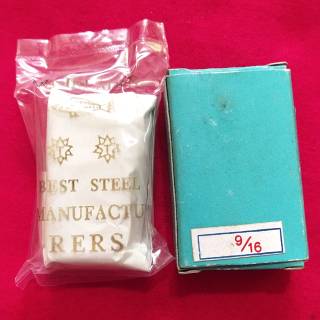 BEST STEEL
MANUFACTU
RERS
9/16